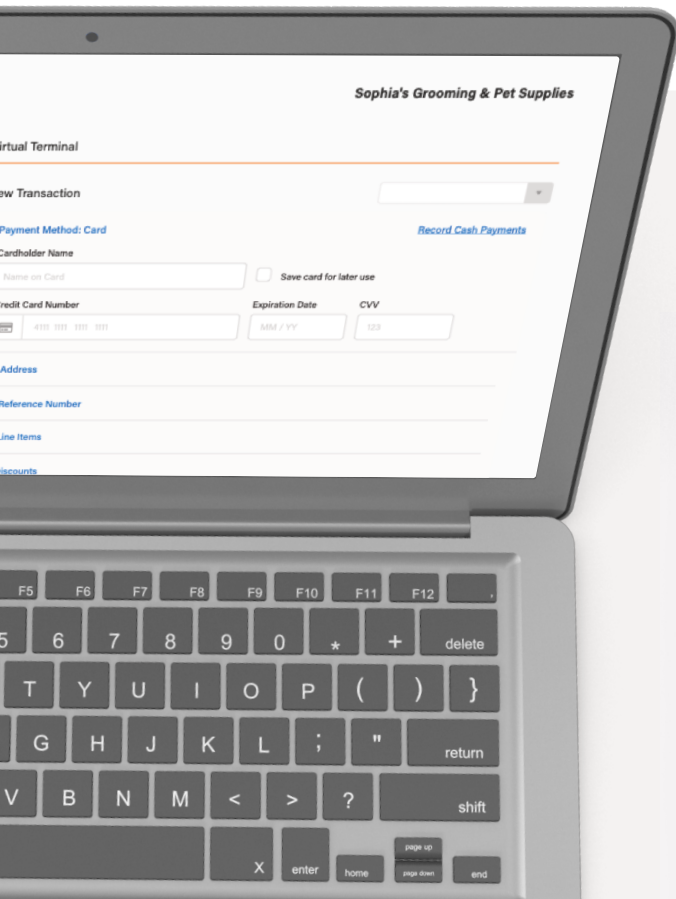 Sophia's Grooming & Pet Supplies
irtual Terminal
ew Transaction
Payment Method: Card
Record Cash Payments
Cardholder Name
Name on Card
Save card for later use
redit Card Number
Expiration Date
CVV
4111 1111 1111 1111
MM / YY
123
Address
Reference Number
ine Items
iscounts
F5 F6 F7 F8 F9 F10 F11 F12 ,
5 6 7 8 9 0 * + delete
T Y U I O P ( ) }
G H J K L ; " return
V B N M < > ? shift
X enter home page up page down end